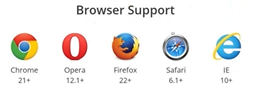 Browser Support
Chrome Opera Firefox Safari IE
21+ 12.1+ 22+ 6.1+ 10+